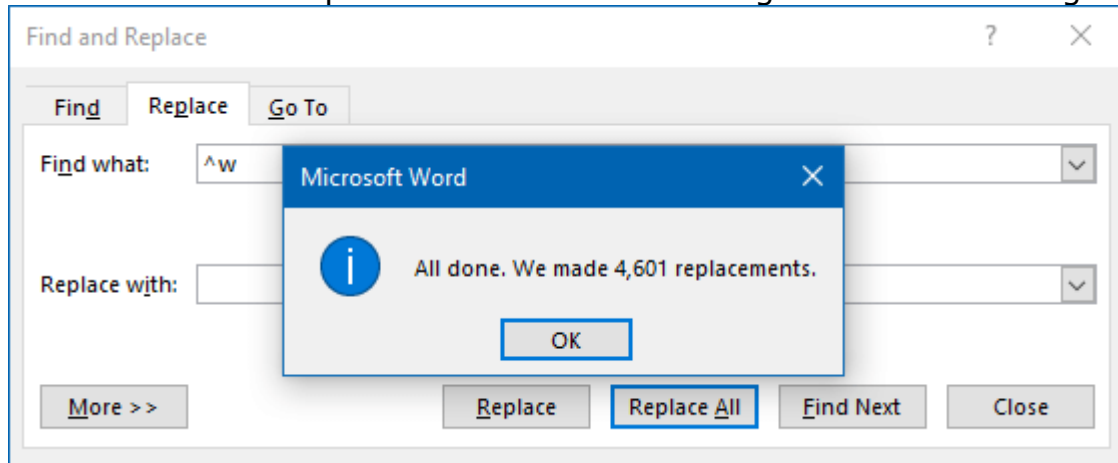 Find and Replace
Find Replace Go To
Find what: ^w
Microsoft Word
All done. We made 4,601 replacements.
Replace with:
OK
More >> Replace Replace All Find Next Close